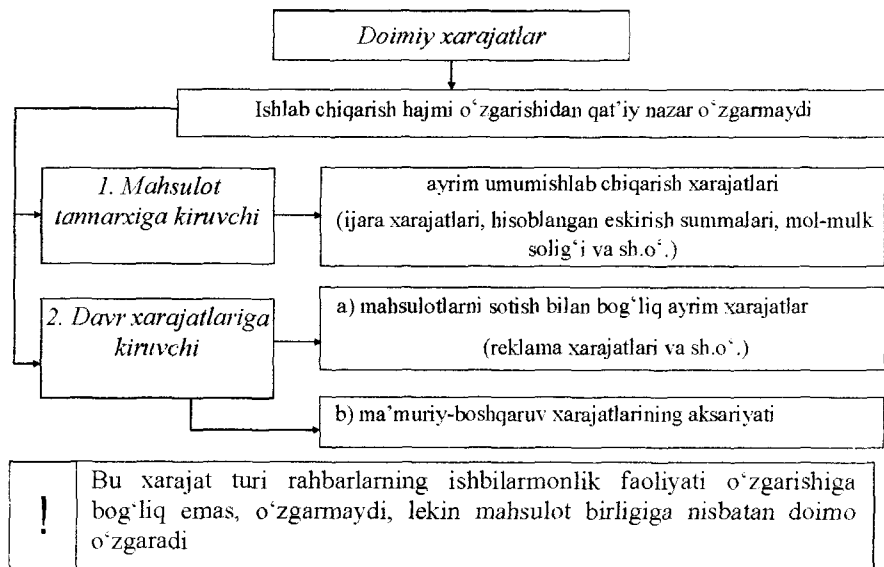 Doimiy xarajatlar
Ishlab chiqarish hajmi o‘zgarishidan qat’iy nazar o‘zgarmaydi
1. Mahsulot
tannarxiga kiruvchi
ayrim umumishlab chiqarish xarajatlari
(ijara xarajatlari, hisoblangan eskirish summalari, mol-mulk
solig‘i va sh.o‘.)
2. Davr xarajatlariga
kiruvchi
a) mahsulotlarni sotish bilan bog‘liq ayrim xarajatlar
(reklama xarajatlari va sh.o‘.)
b) ma’muriy-boshqaruv xarajatlarining aksariyati
!
Bu xarajat turi rahbarlarning ishbilarmonlik faoliyati o‘zgarishiga
bog‘liq emas, o‘zgarmaydi, lekin mahsulot birligiga nisbatan doimo
o‘zgaradi